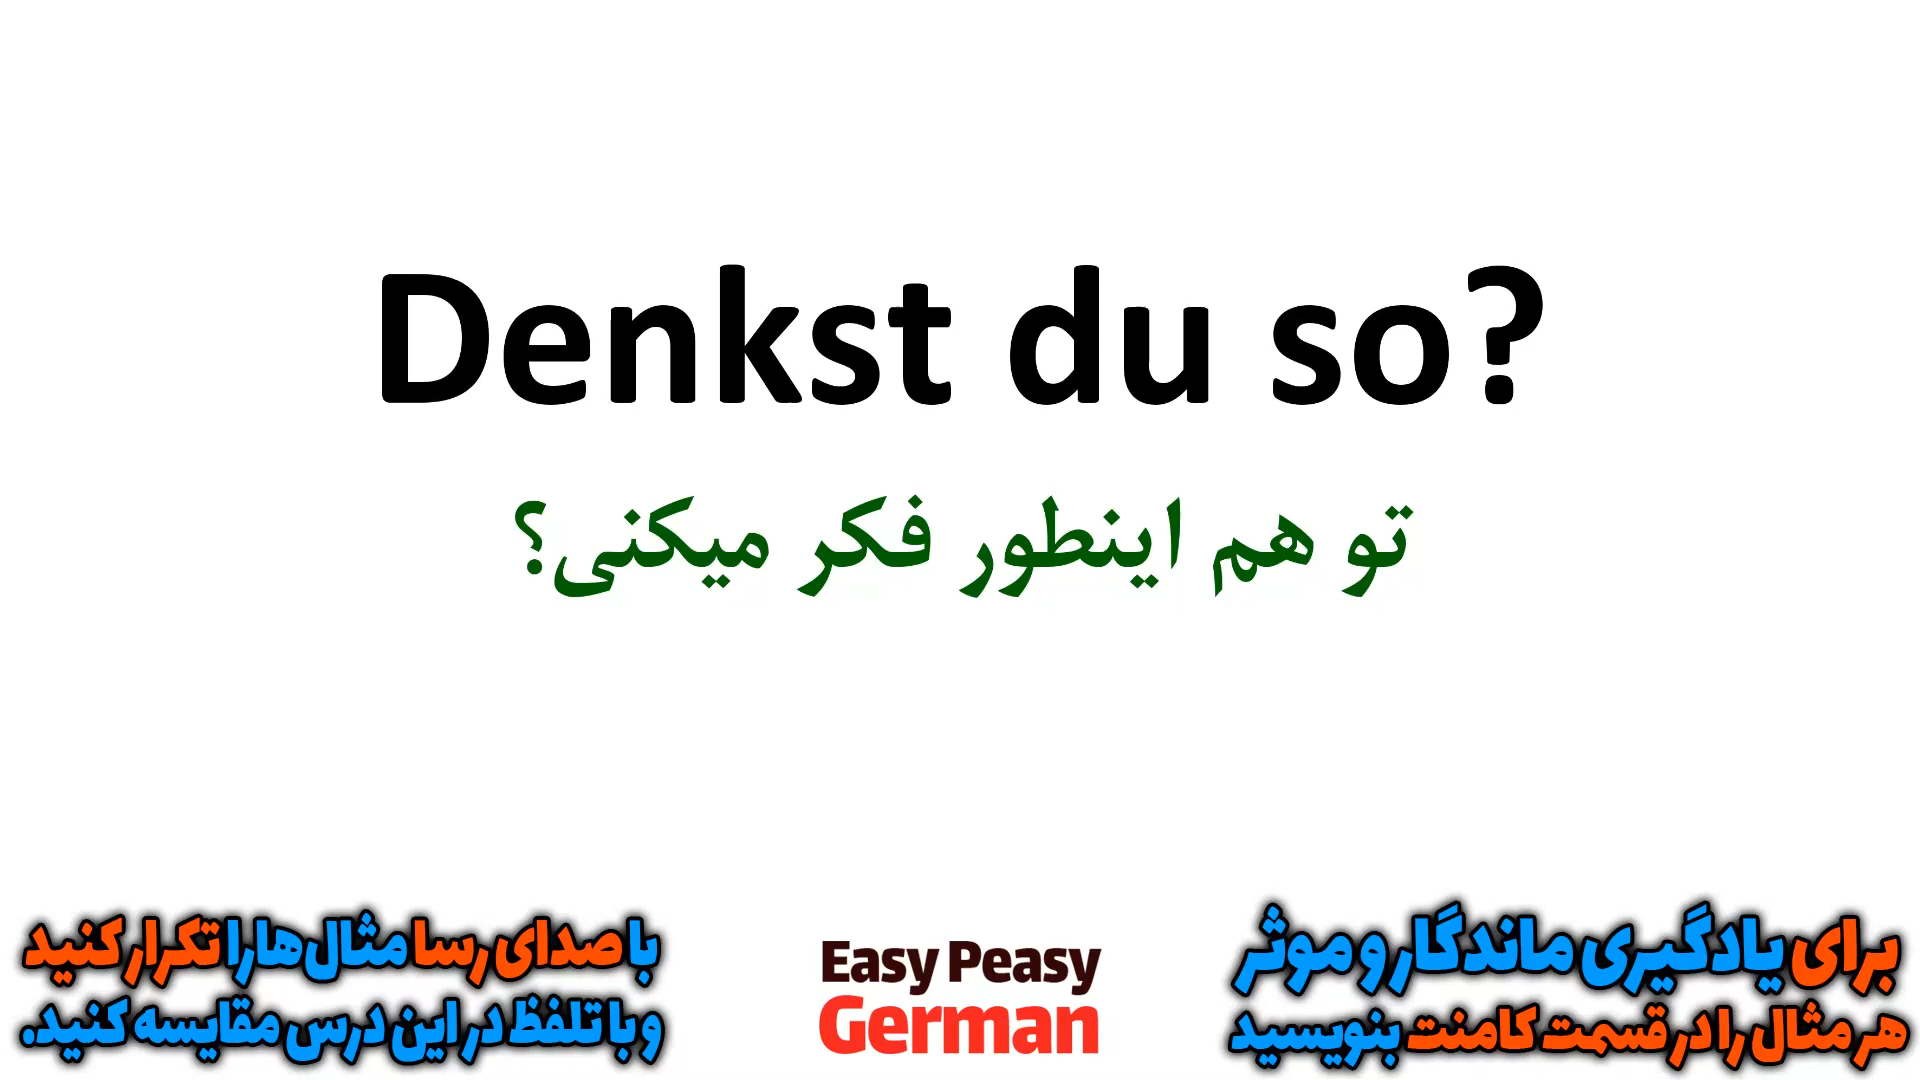 Denkst du so?
تو هم اینطور فکر میکنی؟
با صدای رسا مثال‌ها را تکرار کنید
و با تلفظ در این درس مقایسه کنید.
Easy Peasy
German
برای یادگیری ماندگار و موثر
هر مثال را در قسمت کامنت بنویسید